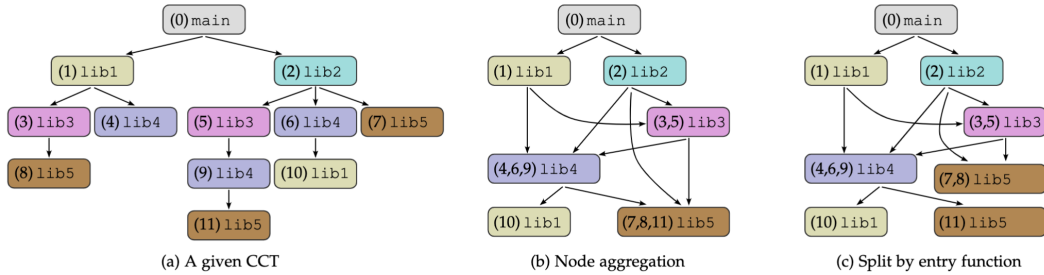 (0) main
(1) lib1
(2) lib2
(3) lib3
(4) lib4
(5) lib3
(6) lib4
(7) lib5
(8) lib5
(9) lib4
(10) lib1
(11) lib5
(a) A given CCT
(0) main
(1) lib1
(2) lib2
(3,5) lib3
(4,6,9) lib4
(10) lib1
(7,8,11) lib5
(b) Node aggregation
(0) main
(1) lib1
(2) lib2
(3,5) lib3
(4,6,9) lib4
(7,8) lib5
(10) lib1
(11) lib5
(c) Split by entry function